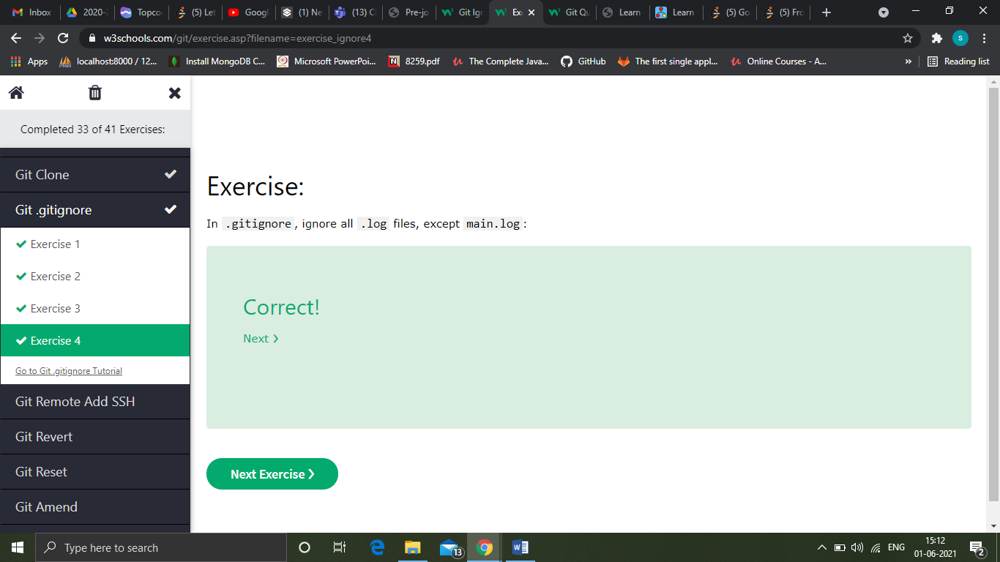 Inbox
2020-2
Topco
(5) Let
Googl
(1) Ne
(13) C
Pre-jo
Git Igr
Exe
Git Qu
Learn
Learn
(5) Go
(5) Fro
w3schools.com/git/exercise.asp?filename=exercise_ignore4
s
Apps
localhost:8000 / 12...
Install MongoDB C...
Microsoft PowerPoi...
8259.pdf
The Complete Java...
GitHub
The first single appl...
Online Courses - A...
»
Reading list
Completed 33 of 41 Exercises:
Git Clone
Git .gitignore
Exercise 1
Exercise 2
Exercise 3
Exercise 4
Go to Git .gitignore Tutorial
Git Remote Add SSH
Git Revert
Git Reset
Git Amend
Exercise:
In .gitignore, ignore all .log files, except main.log:
Correct!
Next ❯
Next Exercise ❯
Type here to search
13
ENG
15:12
01-06-2021
2